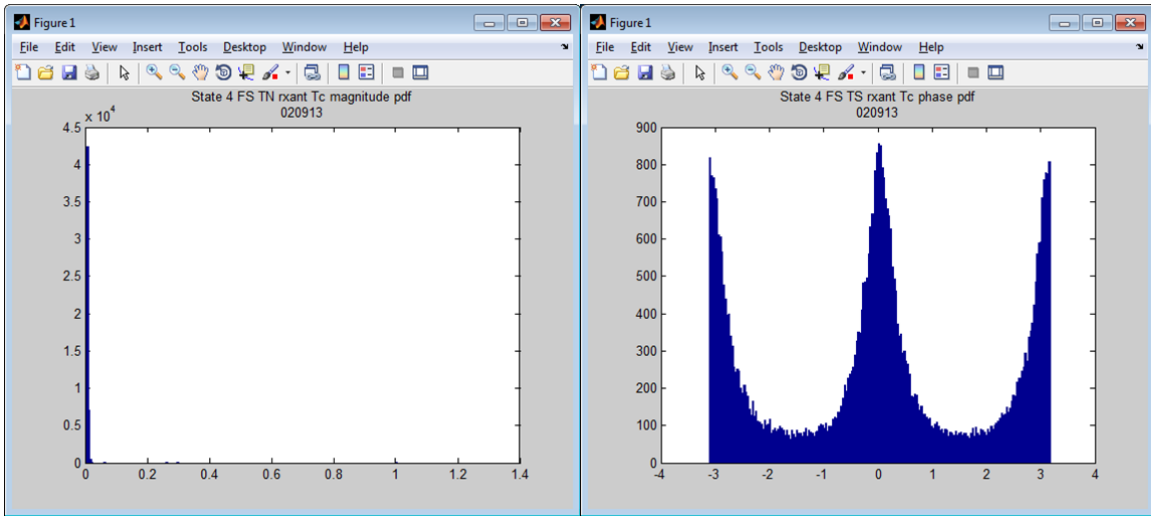 Figure 1
File Edit View Insert Tools Desktop Window Help
State 4 FS TN rxant Tc magnitude pdf
020913
x 10^4
4.5
4
3.5
3
2.5
2
1.5
1
0.5
0
0 0.2 0.4 0.6 0.8 1 1.2 1.4
Figure 1
File Edit View Insert Tools Desktop Window Help
State 4 FS TS rxant Tc phase pdf
020913
900
800
700
600
500
400
300
200
100
0
-4 -3 -2 -1 0 1 2 3 4